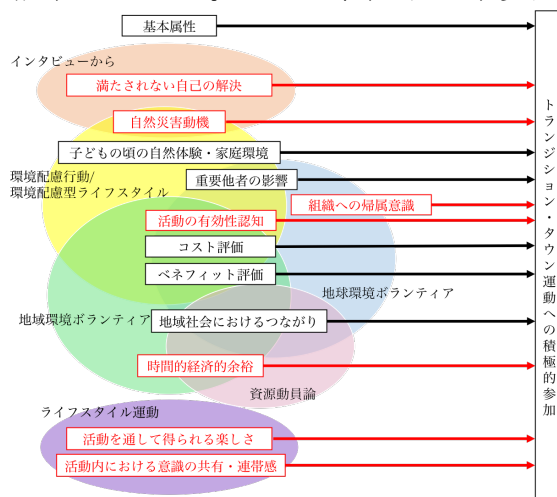 基本属性
インタビューから
満たされない自己の解決
自然災害動機
子どもの頃の自然体験・家庭環境
環境配慮行動/
環境配慮型ライフスタイル
重要他者の影響
組織への帰属意識
活動の有効性認知
コスト評価
ベネフィット評価
地球環境ボランティア
地域環境ボランティア
地域社会におけるつながり
時間的経済的余裕
資源動員論
ライフスタイル運動
活動を通して得られる楽しさ
活動内における意識の共有・連帯感
トランジション・タウン運動への積極的参加